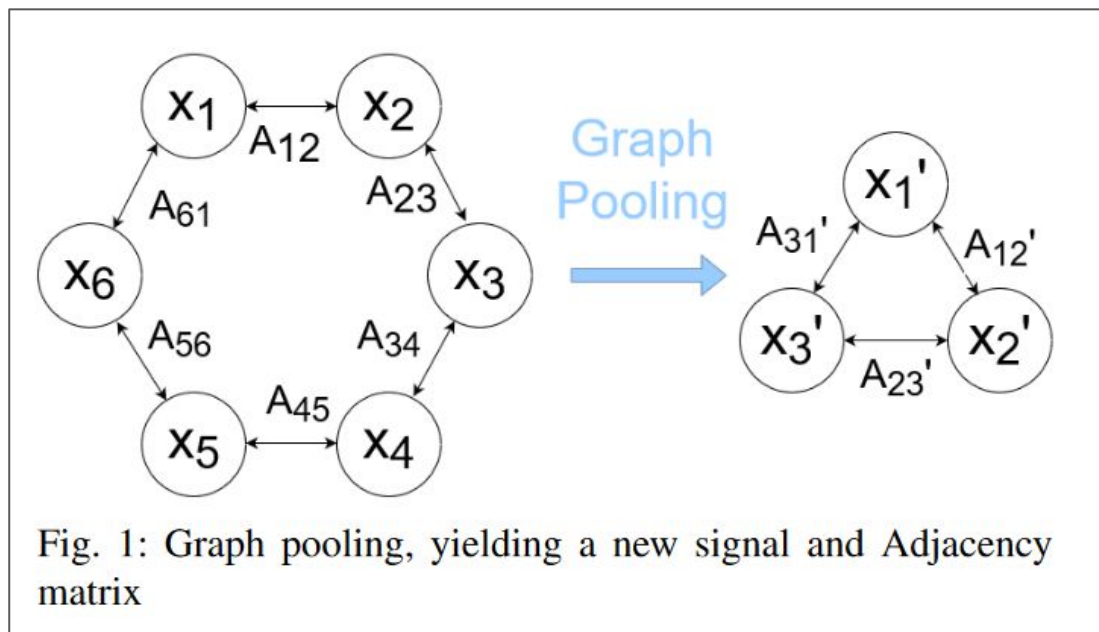 x1
A12
x2
A61
A23
x6
x3
A56
A34
x5
A45
x4
Graph
Pooling
x1'
A31'
A12'
x3'
A23'
x2'
Fig. 1: Graph pooling, yielding a new signal and Adjacency
matrix